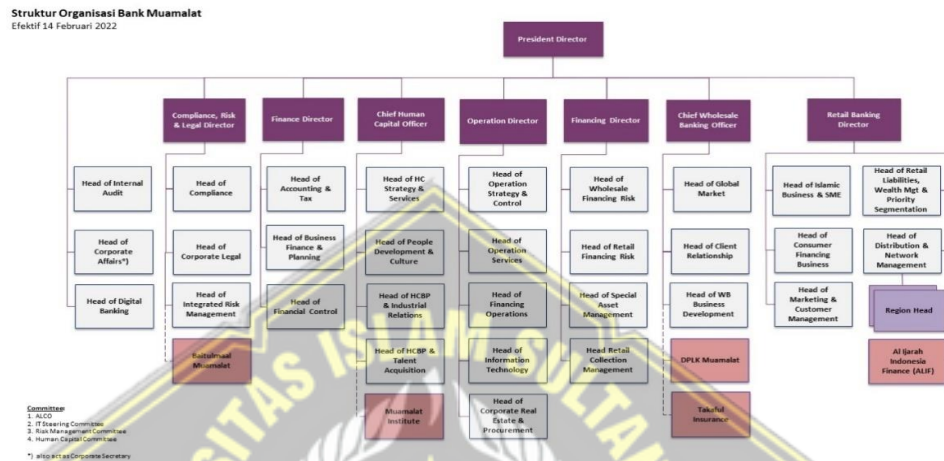 Struktur Organisasi Bank Muamalat
Efektif 14 Februari 2022
President Director
Compliance, Risk
& Legal Director
Finance Director
Chief Human
Capital Officer
Operation Director
Financing Director
Chief Wholesale
Banking Officer
Retail Banking
Director
Head of Internal
Audit
Head of
Compliance
Head of
Accounting &
Tax
Head of HC
Strategy &
Services
Head of
Operation
Strategy &
Control
Head of
Wholesale
Financing Risk
Head of Global
Market
Head of Islamic
Business & SME
Head of Retail
Liabilities,
Wealth Mgt &
Priority
Segmentation
Head of
Corporate
Affairs*)
Head of
Corporate Legal
Head of Business
Finance &
Planning
Head of People
Development &
Culture
Head of
Operation
Services
Head of Retail
Financing Risk
Head of Client
Relationship
Head of
Consumer
Financing
Business
Head of
Distribution &
Network
Management
Head of Digital
Banking
Head of
Integrated Risk
Management
Head of
Financial Control
Head of HCBP
& Industrial
Relations
Head of
Financing
Operations
Head of Special
Asset
Management
Head of WB
Business
Development
Head of
Marketing &
Customer
Management
Region Head
Baitulmaal
Muamalat
Head of HCBP &
Talent
Acquisition
Head of
Information
Technology
Head Retail
Collection
Management
DPLK Muamalat
Al Ijarah
Indonesia
Finance (ALIF)
Muamalat
Institute
Head of
Corporate Real
Estate &
Procurement
Takaful
Insurance
Committee:
1. ALCO
2. IT Steering Committee
3. Risk Management Committee
4. Human Capital Committee
*) also act as Corporate Secretary
ISLAM SULTAN